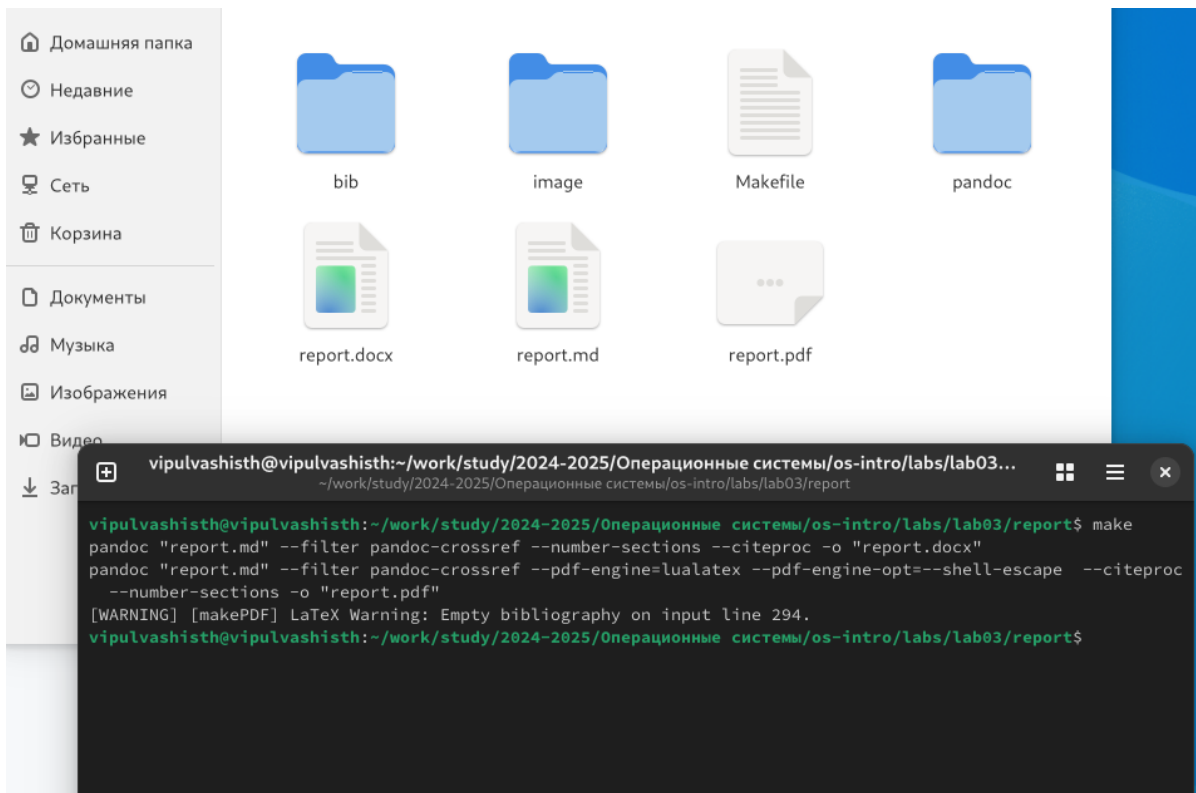 Домашняя папка
Недавние
Избранные
Сеть
Корзина
Документы
Музыка
Изображения
Видео
Заг
bib
image
Makefile
pandoc
report.docx
report.md
report.pdf
vipulvashisth@vipulvashisth:~/work/study/2024-2025/Операционные системы/os-intro/labs/lab03...
~/work/study/2024-2025/Операционные системы/os-intro/labs/lab03/report
vipulvashisth@vipulvashisth:~/work/study/2024-2025/Операционные системы/os-intro/labs/lab03/report$ make
pandoc "report.md" --filter pandoc-crossref --number-sections --citeproc -o "report.docx"
pandoc "report.md" --filter pandoc-crossref --pdf-engine=lualatex --pdf-engine-opt=--shell-escape  --citeproc
--number-sections -o "report.pdf"
[WARNING] [makePDF] LaTeX Warning: Empty bibliography on input line 294.
vipulvashisth@vipulvashisth:~/work/study/2024-2025/Операционные системы/os-intro/labs/lab03/report$